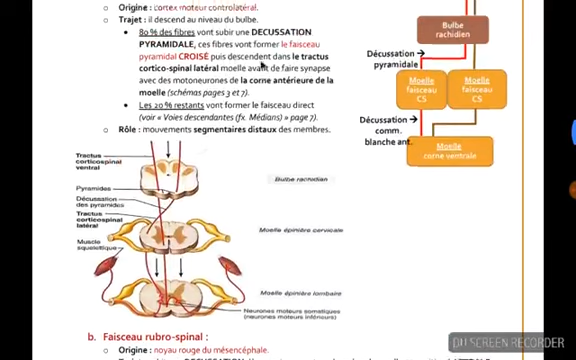 Origine: cortex moteur controlatéral.
Trajet : il descend au niveau du bulbe.
80 % des fibres vont subir une DECUSSATION
PYRAMIDALE, ces fibres vont former le faisceau
pyramidal CROISÉ puis descendent dans le tractus
cortico-spinal latéral moelle avant de faire synapse
avec des motoneurones de la corne antérieure de la
moelle (schémas pages 3 et 7).
Les 20 % restants vont former le faisceau direct
(voir « Voies descendantes (fx. Médians) » page 7).
Rôle : mouvements segmentaires distaux des membres.
Bulbe
rachidien
Décussation →
pyramidale
Moelle
faisceau
CS
Moelle
faisceau
CS
Décussation →
comm.
blanche ant.
Moelle
corne ventrale
Tractus
corticospinal
ventral
Pyramides
Décussation
des pyramides
Tractus
corticospinal
latéral
Muscle
squelettique
Bulbe rachidien
Moelle épinière cervicale
Moelle épinière lombaire
Neurones moteurs somatiques
(neurones moteurs inférieurs)
b. Faisceau rubro-spinal :
Origine : noyau rouge du mésencéphale.
DU SCREEN RECORDER